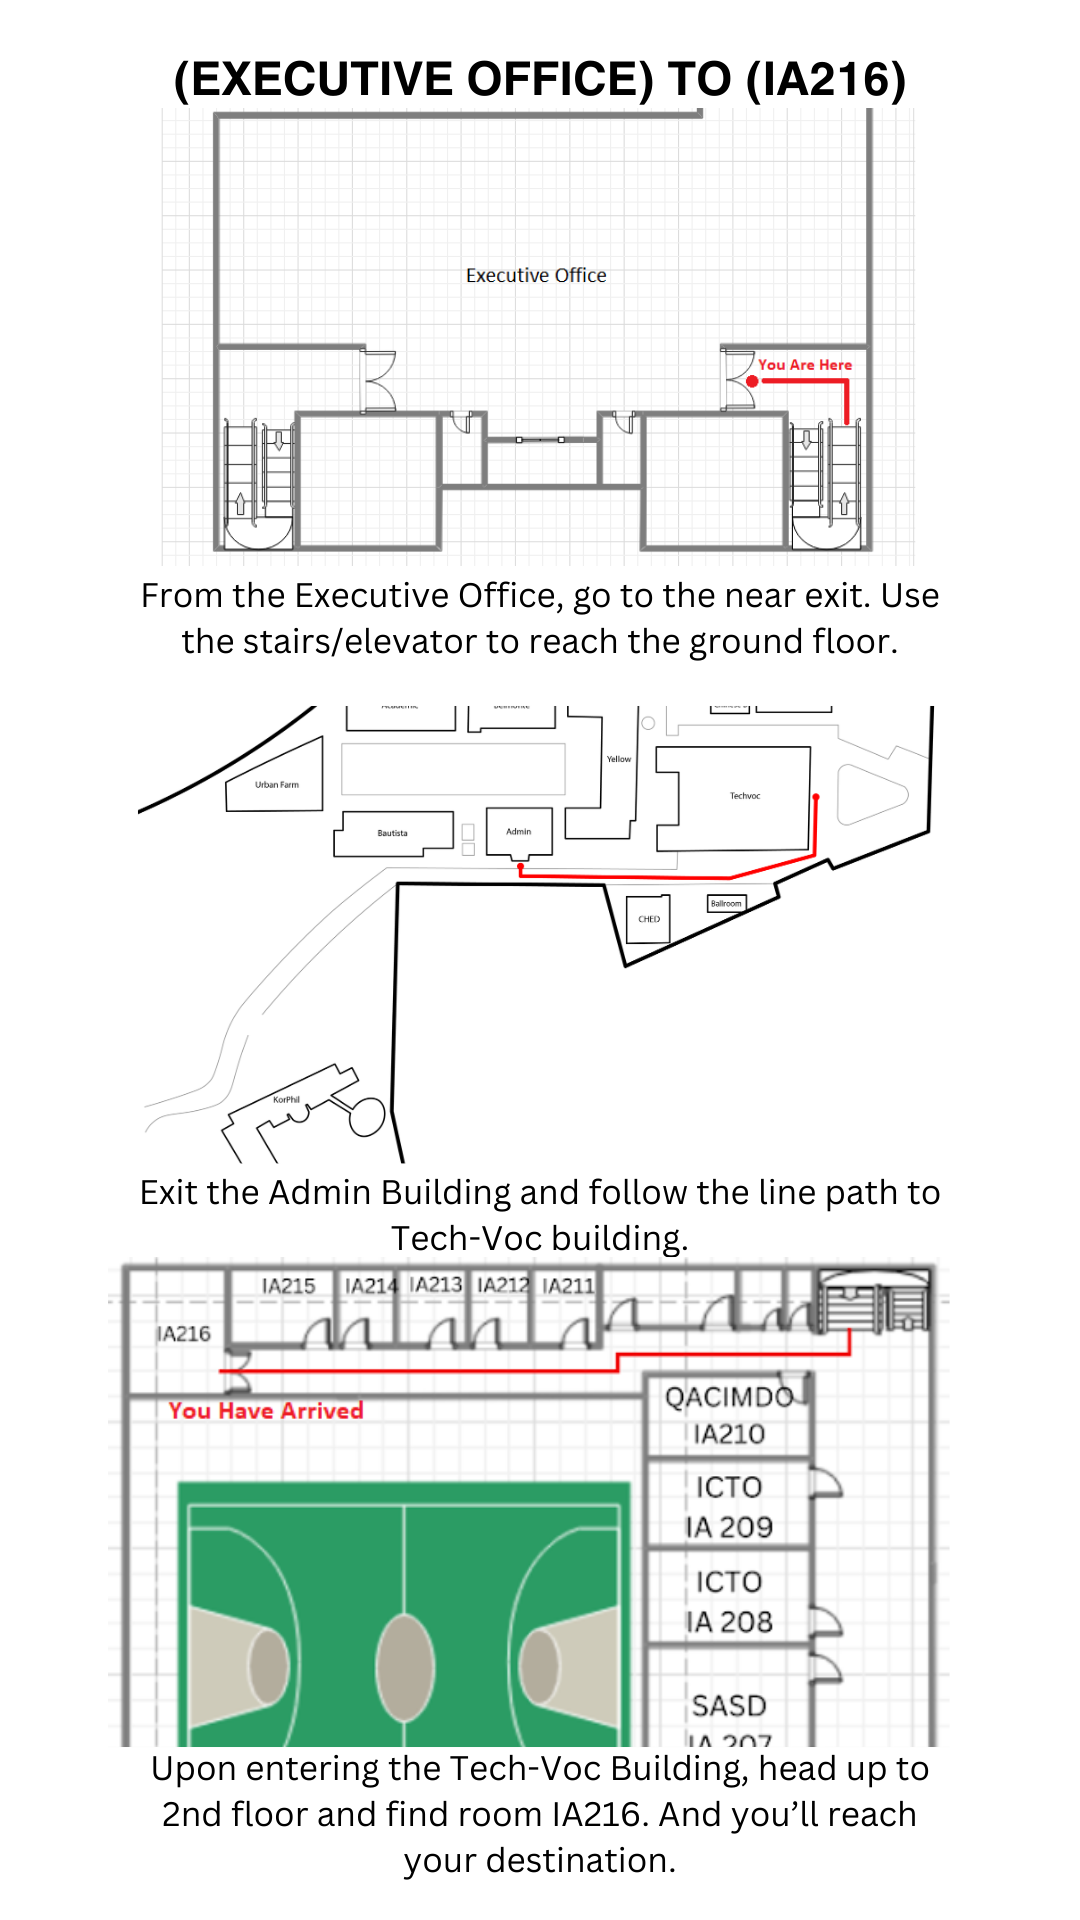 (EXECUTIVE OFFICE) TO (IA216)
Executive Office
You Are Here
From the Executive Office, go to the near exit. Use
the stairs/elevator to reach the ground floor.
Academic
Belmonte
Yellow
Urban Farm
Techvoc
Bautista
Admin
CHED
Ballroom
KorPhil
Exit the Admin Building and follow the line path to
Tech-Voc building.
IA215
IA214
IA213
IA212
IA211
IA216
You Have Arrived
QACIMDO
IA210
ICTO
IA 209
ICTO
IA 208
SASD
IA 207
Upon entering the Tech-Voc Building, head up to
2nd floor and find room IA216. And you’ll reach
your destination.